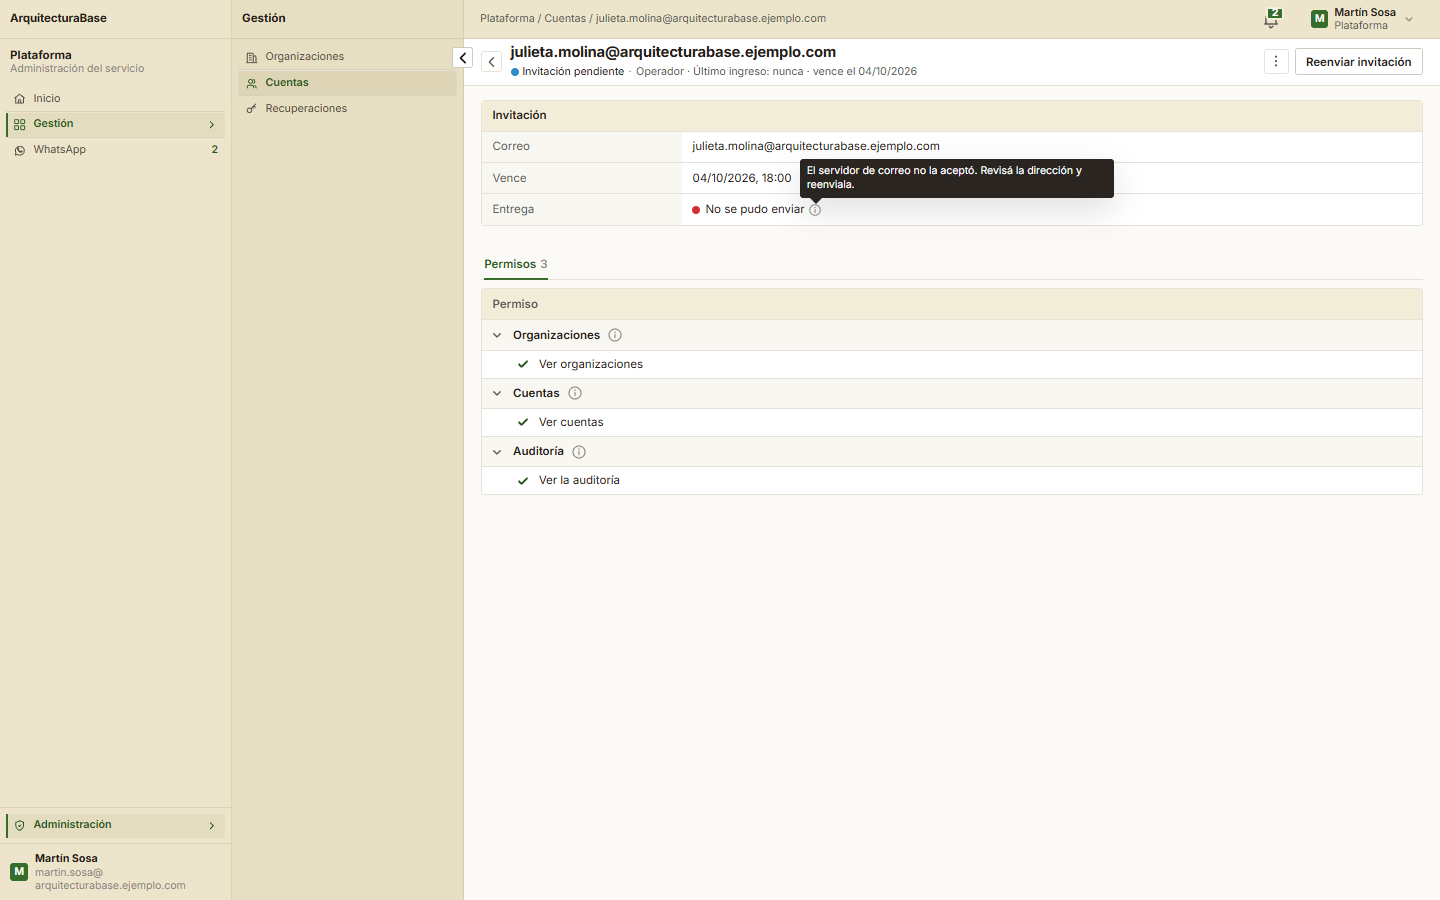 ArquitecturaBase
Plataforma
Administración del servicio
Inicio
Gestión
WhatsApp 2
Administración
M
Martín Sosa
martin.sosa@
arquitecturabase.ejemplo.com
Gestión
Organizaciones
Cuentas
Recuperaciones
Plataforma / Cuentas / julieta.molina@arquitecturabase.ejemplo.com
2
M
Martín Sosa
Plataforma
julieta.molina@arquitecturabase.ejemplo.com
Invitación pendiente · Operador · Último ingreso: nunca · vence el 04/10/2026
Reenviar invitación
Invitación
Correo julieta.molina@arquitecturabase.ejemplo.com
El servidor de correo no la aceptó. Revisá la dirección y
reenviala.
Vence 04/10/2026, 18:00
Entrega No se pudo enviar
Permisos 3
Permiso
Organizaciones
Ver organizaciones
Cuentas
Ver cuentas
Auditoría
Ver la auditoría